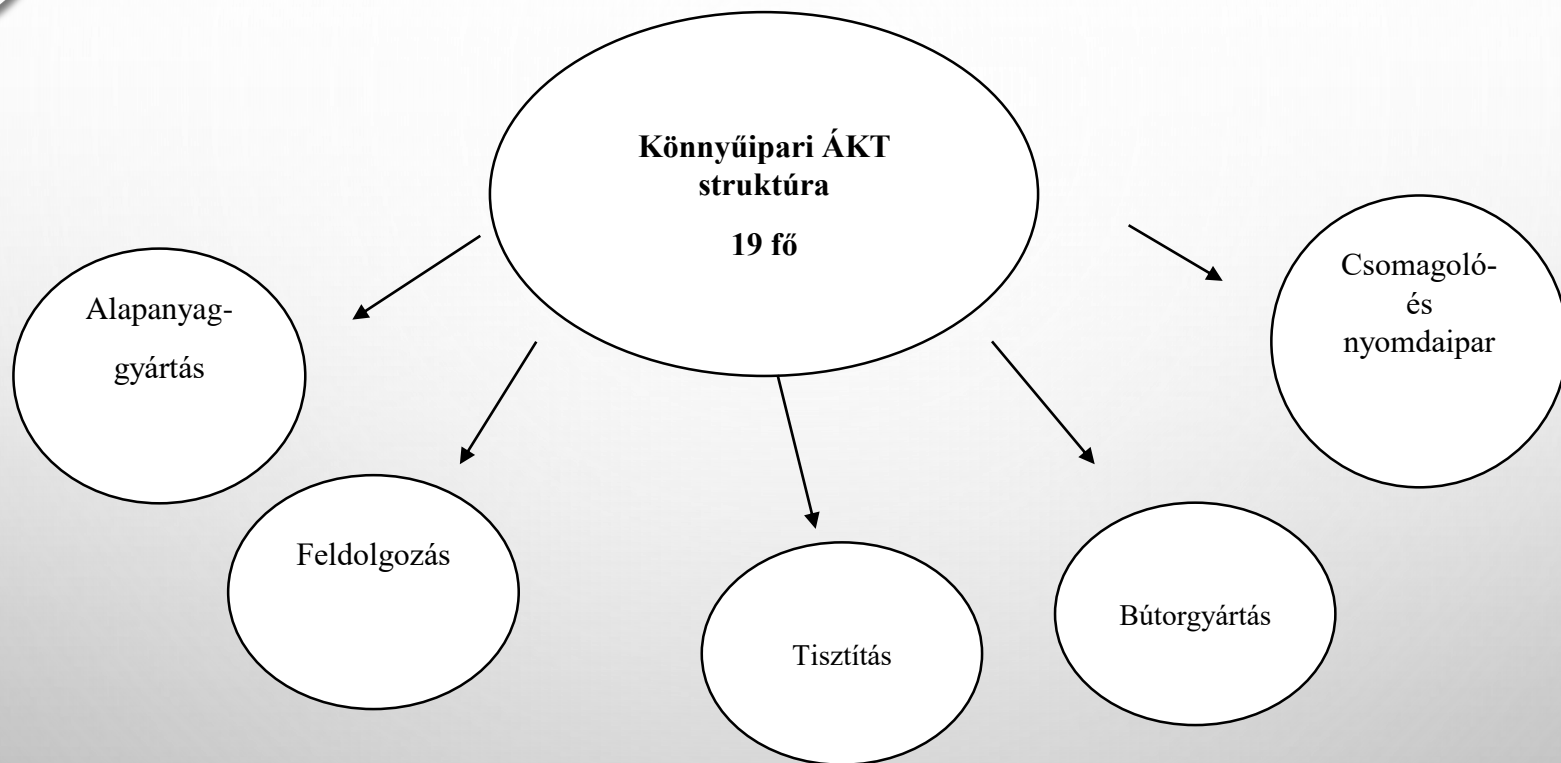 Könnyűipari ÁKT
struktúra
19 fő
Alapanyag-
gyártás
Feldolgozás
Tisztítás
Bútorgyártás
Csomagoló-
és
nyomdaipar